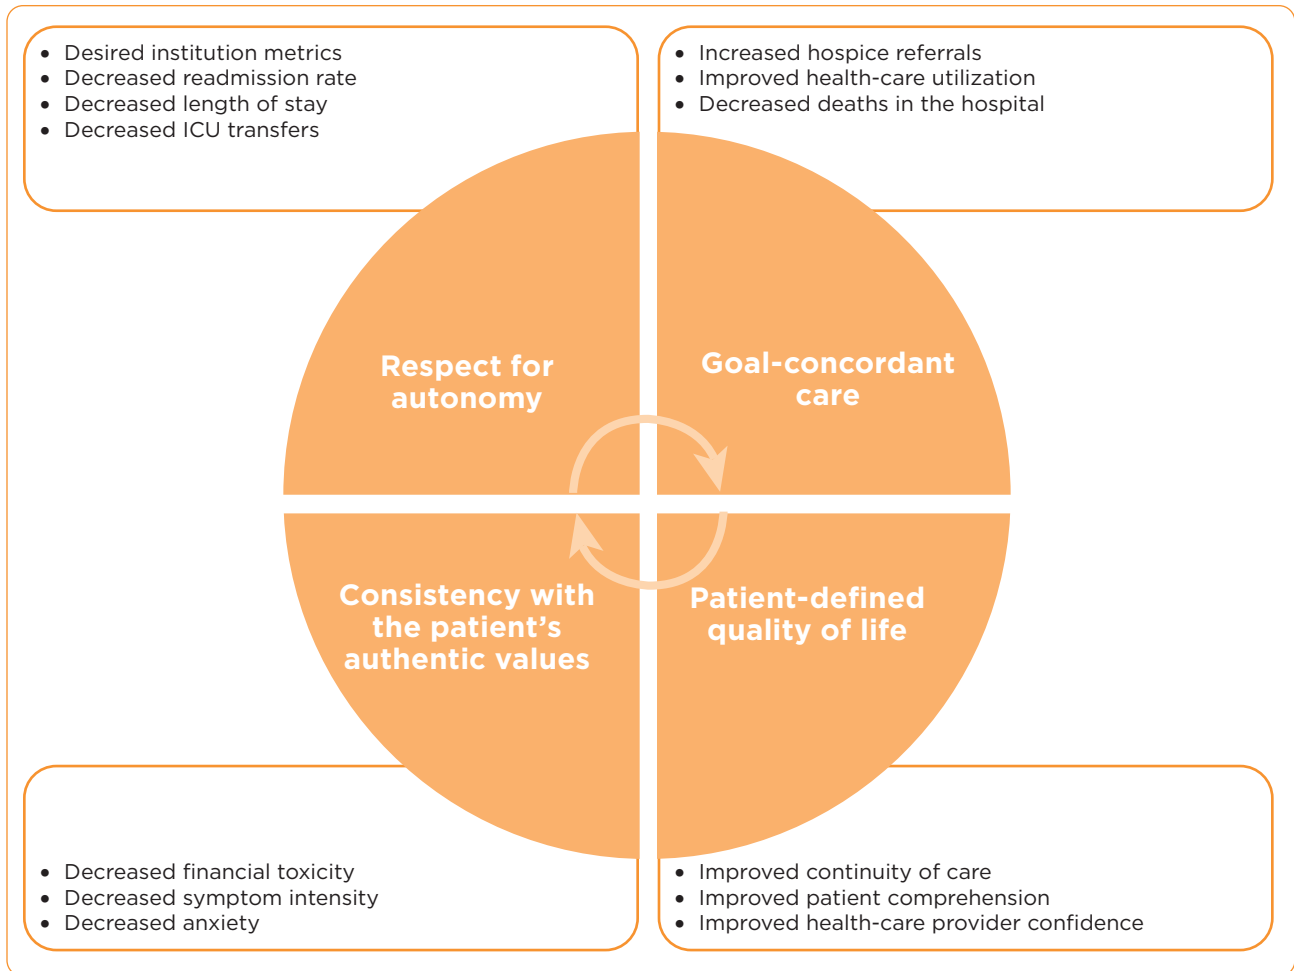 • Desired institution metrics
• Decreased readmission rate
• Decreased length of stay
• Decreased ICU transfers
• Increased hospice referrals
• Improved health-care utilization
• Decreased deaths in the hospital
Respect for
autonomy
Goal-concordant
care
Consistency with
the patient’s
authentic values
Patient-defined
quality of life
• Decreased financial toxicity
• Decreased symptom intensity
• Decreased anxiety
• Improved continuity of care
• Improved patient comprehension
• Improved health-care provider confidence